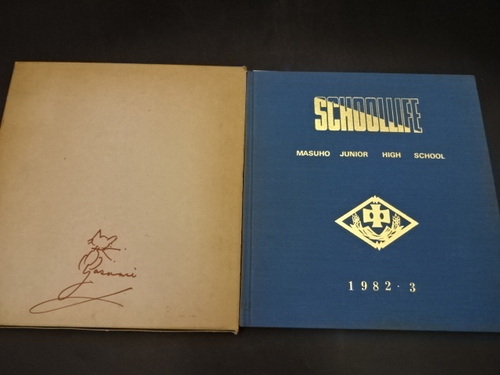 SCHOOLLIFE
MASUHO JUNIOR HIGH SCHOOL
1982-3